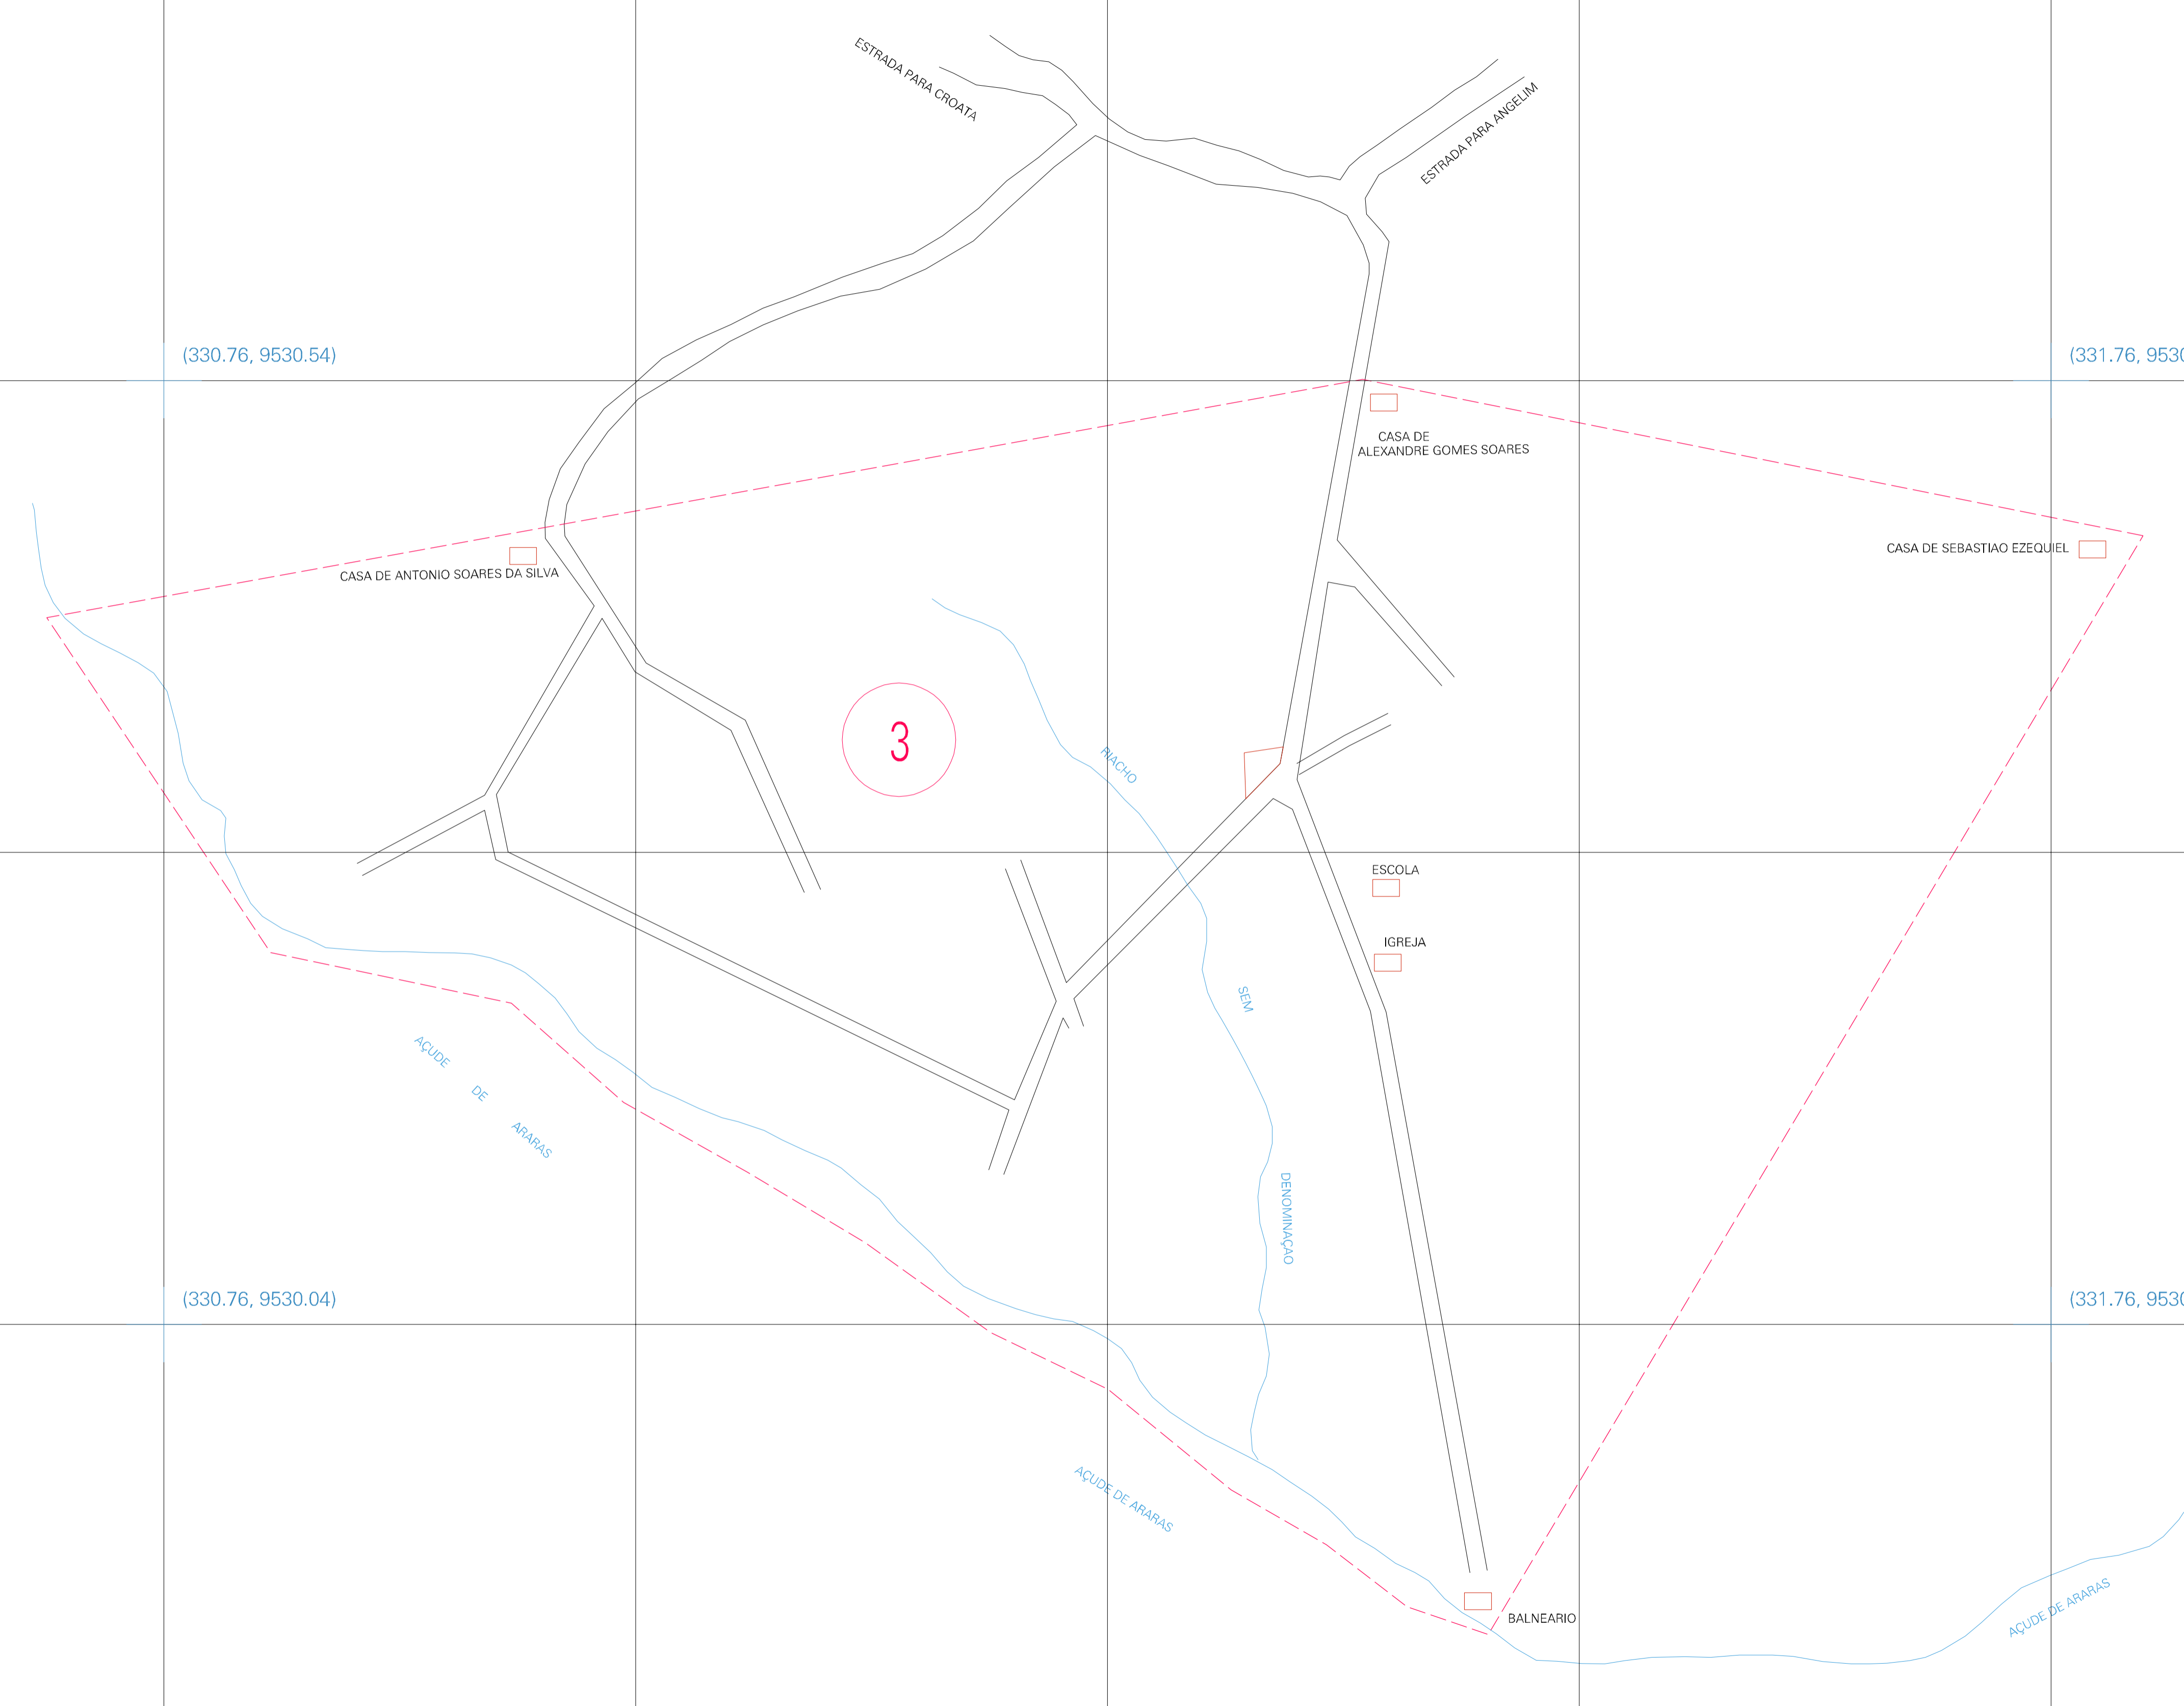 ESTRADA PARA CROATA
ESTRADA PARA ANGELIM
(330.76, 9530.54)
(331.76, 9530
CASA DE
ALEXANDRE GOMES SOARES
CASA DE SEBASTIAO EZEQUIEL
CASA DE ANTONIO SOARES DA SILVA
3
RIACHO
ESCOLA
IGREJA
SEM
AÇUDE
DE
ARARAS
DENOMINAÇAO
(330.76, 9530.04)
(331.76, 9530
AÇUDE DE ARARAS
AÇUDE DE ARARAS
BALNEARIO